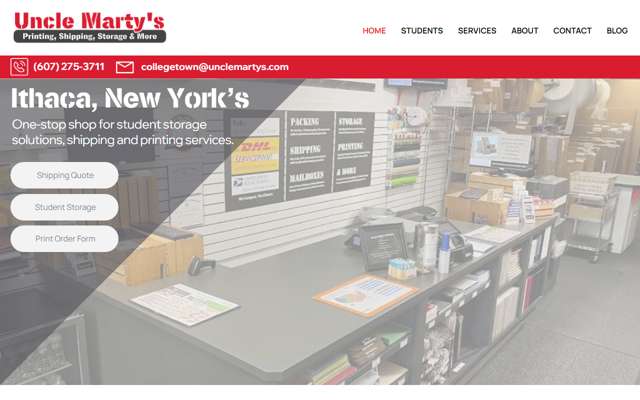 Uncle Marty's
Printing, Shipping, Storage & More
HOME STUDENTS SERVICES ABOUT CONTACT BLOG
(607) 275-3711 collegetown@unclemartys.com
Ithaca, New York's
One-stop shop for student storage
solutions, shipping and printing services.
Shipping Quote
Student Storage
Print Order Form
PACKING STORAGE
DHL
SERVICEPOINT
SHIPPING PRINTING
MAILBOXES & MORE